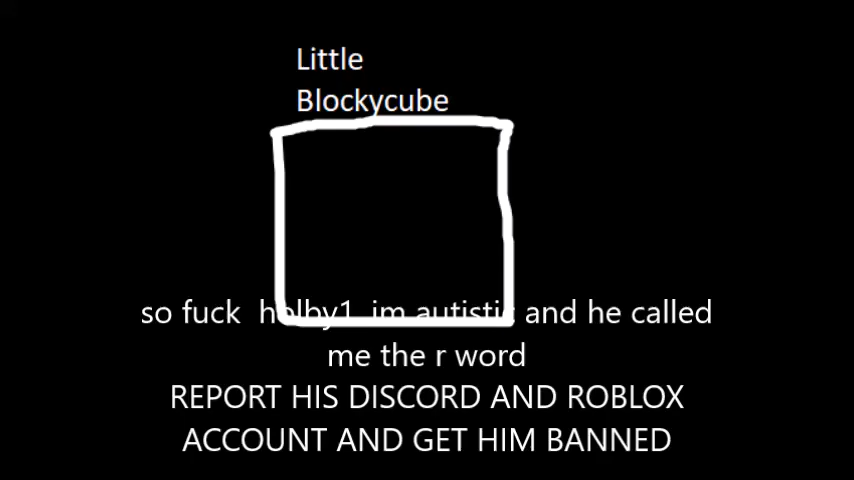 Little
Blockycube
so fuck holby1 im autistic and he called
me the r word
REPORT HIS DISCORD AND ROBLOX
ACCOUNT AND GET HIM BANNED